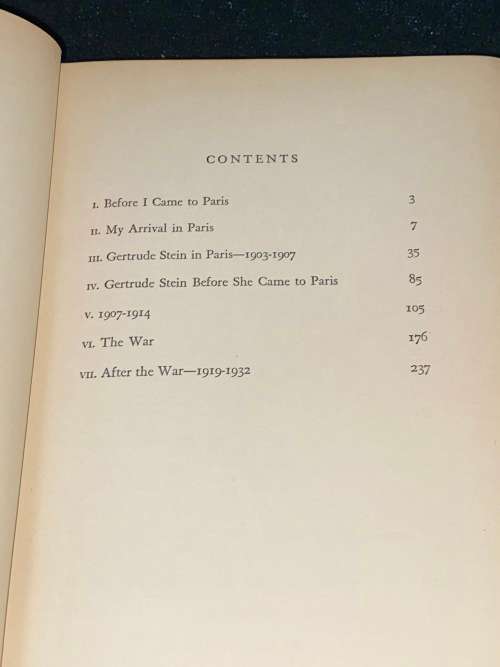 CONTENTS
I. Before I Came to Paris 3
II. My Arrival in Paris 7
III. Gertrude Stein in Paris—1903-1907 35
IV. Gertrude Stein Before She Came to Paris 85
V. 1907-1914 105
VI. The War 176
VII. After the War—1919-1932 237